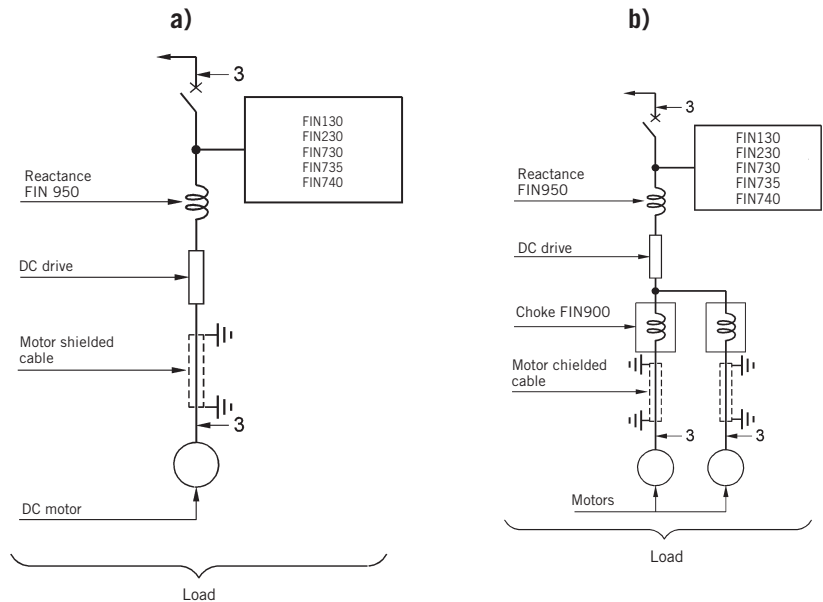 a)
3
FIN130
FIN230
FIN730
FIN735
FIN740
Reactance
FIN 950
DC drive
Motor shielded
cable
3
DC motor
Load
b)
3
FIN130
FIN230
FIN730
FIN735
FIN740
Reactance
FIN950
DC drive
Choke FIN900
Motor chielded
cable
3
3
Motors
Load